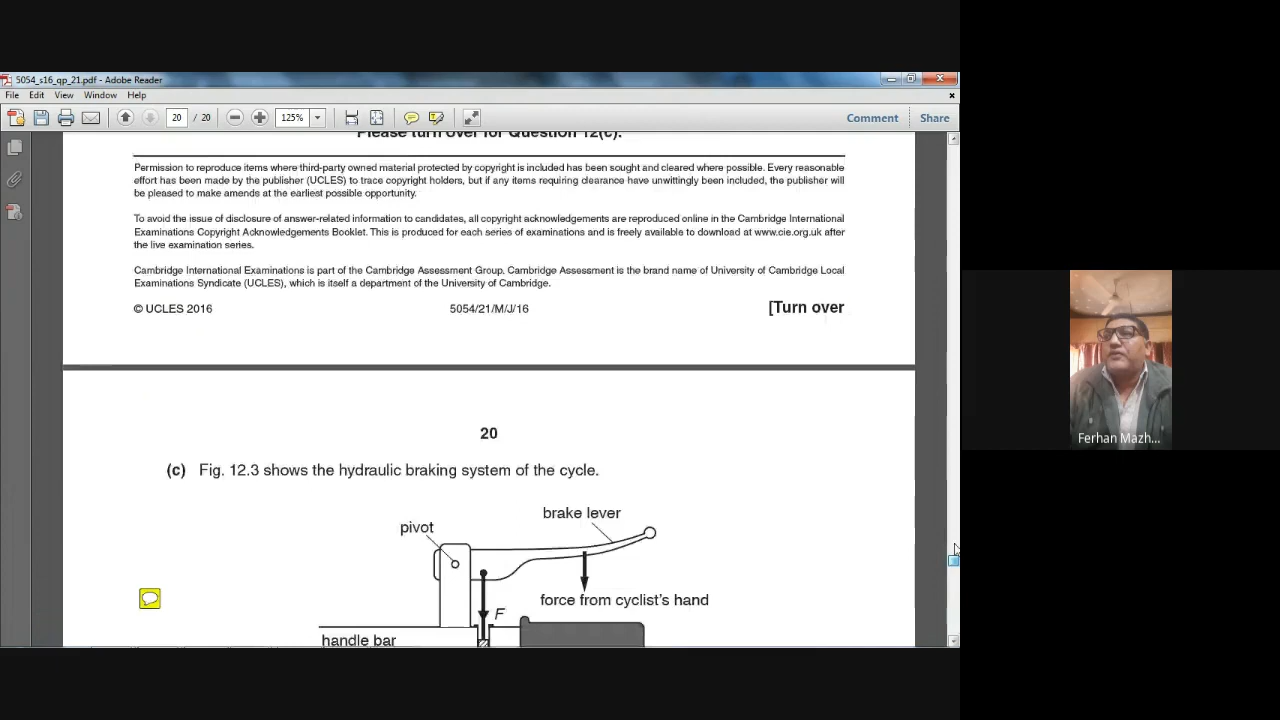 5054_s16_qp_21.pdf - Adobe Reader
File Edit View Window Help
20 / 20 125% Comment Share
Please turn over for Question 12(c).
Permission to reproduce items where third-party owned material protected by copyright is included has been sought and cleared where possible. Every reasonable
effort has been made by the publisher (UCLES) to trace copyright holders, but if any items requiring clearance have unwittingly been included, the publisher will
be pleased to make amends at the earliest possible opportunity.
To avoid the issue of disclosure of answer-related information to candidates, all copyright acknowledgements are reproduced online in the Cambridge International
Examinations Copyright Acknowledgements Booklet. This is produced for each series of examinations and is freely available to download at www.cie.org.uk after
the live examination series.
Cambridge International Examinations is part of the Cambridge Assessment Group. Cambridge Assessment is the brand name of University of Cambridge Local
Examinations Syndicate (UCLES), which is itself a department of the University of Cambridge.
© UCLES 2016 5054/21/M/J/16 [Turn over
20
(c) Fig. 12.3 shows the hydraulic braking system of the cycle.
brake lever
pivot
force from cyclist's hand
F
handle bar
Ferhan Mazh...